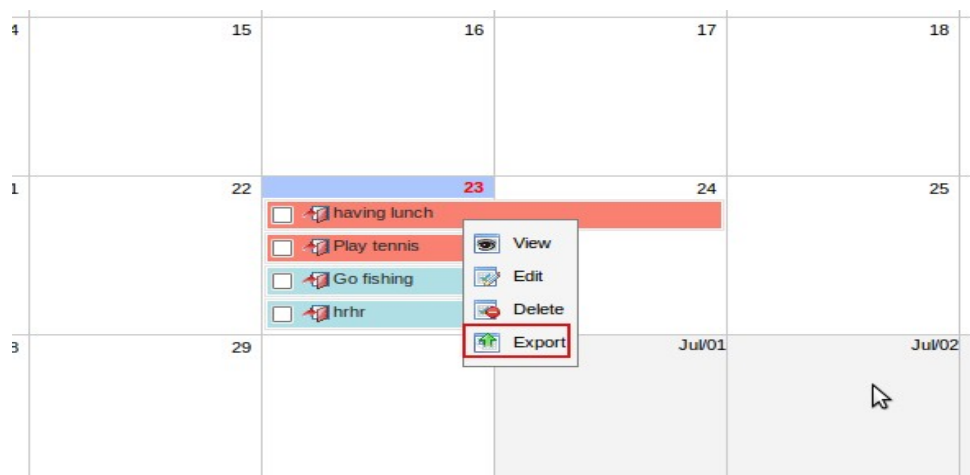 4 15 16 17 18
1 22 23 24 25
having lunch
Play tennis
Go fishing
hrhr
View
Edit
Delete
Export
8 29 Jul/01 Jul/02